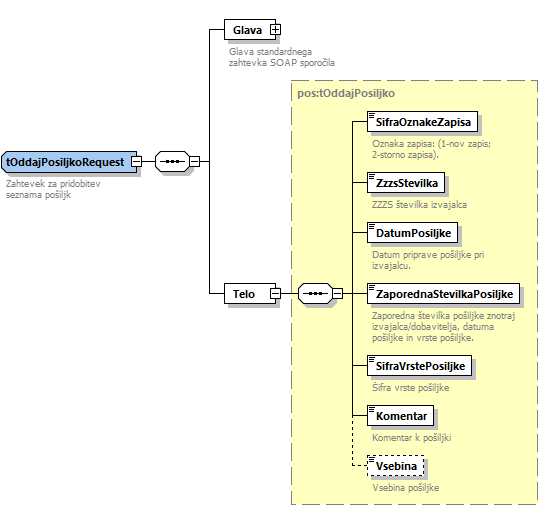 Glava
Glava standardnega
zahtevka SOAP sporočila
pos:tOddajPosiljko
SifraOznakeZapisa
Oznaka zapisa: (1-nov zapis;
2-storno zapisa).
tOddajPosiljkoRequest
Zahtevek za pridobitev
seznama pošiljk
ZzzsStevilka
ZZZS številka izvajalca
DatumPosiljke
Datum priprave pošiljke pri
izvajalcu.
Telo
ZaporednaStevilkaPosiljke
Zaporedna številka pošiljke znotraj
izvajalca/dobavitelja, datuma
pošiljke in vrste pošiljke.
SifraVrstePosiljke
Šifra vrste pošiljke
Komentar
Komentar k pošiljki
Vsebina
Vsebina pošiljke